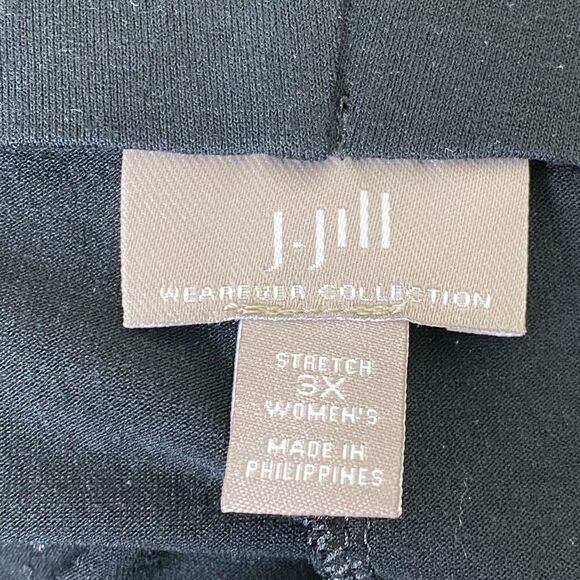 J.Jill
WEAREVER COLLECTION
STRETCH
3X
WOMEN'S
MADE IN
PHILIPPINES